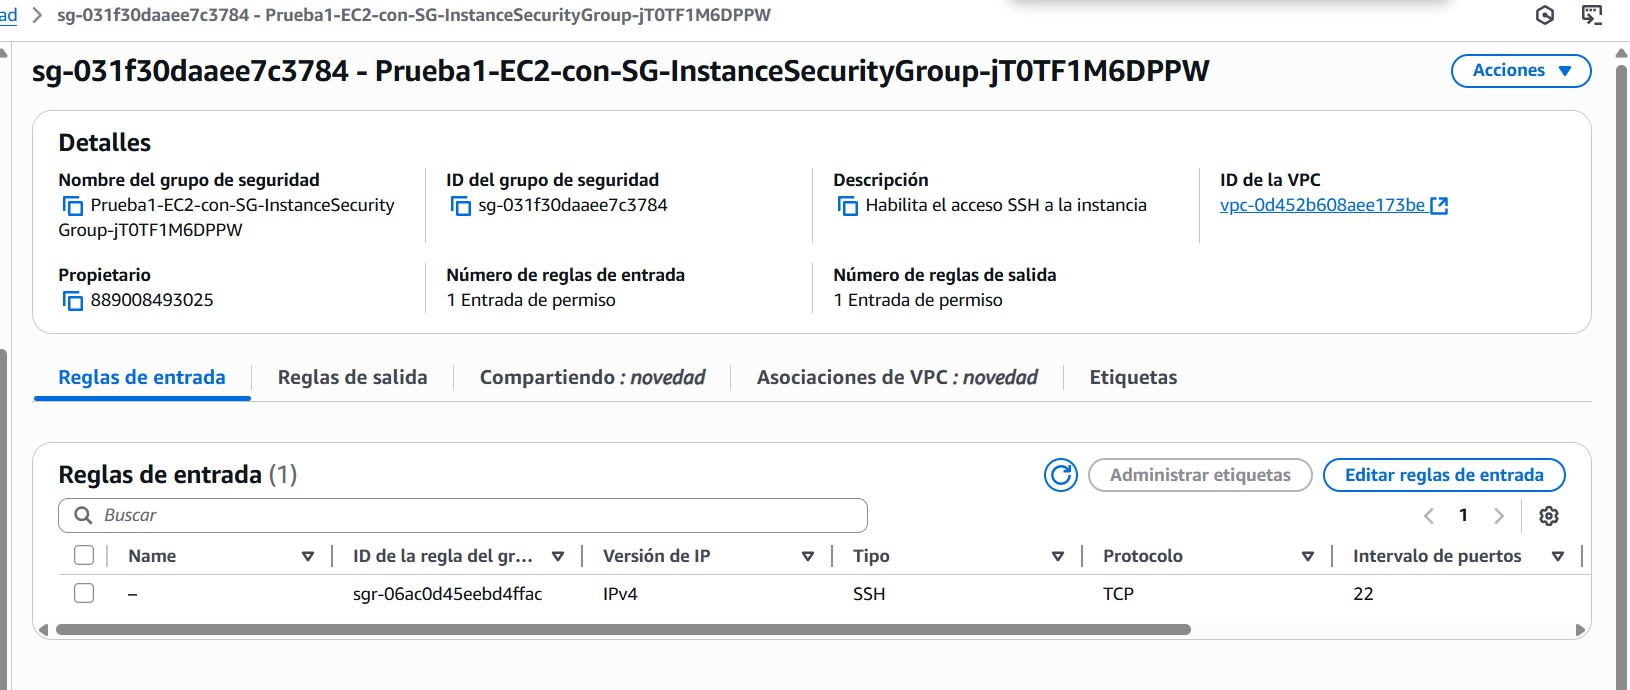 ad > sg-031f30daaee7c3784 - Prueba1-EC2-con-SG-InstanceSecurityGroup-jT0TF1M6DPPW
sg-031f30daaee7c3784 - Prueba1-EC2-con-SG-InstanceSecurityGroup-jT0TF1M6DPPW
Acciones
Detalles
Nombre del grupo de seguridad
Prueba1-EC2-con-SG-InstanceSecurity
Group-jT0TF1M6DPPW
ID del grupo de seguridad
sg-031f30daaee7c3784
Descripción
Habilita el acceso SSH a la instancia
ID de la VPC
vpc-0d452b608aee173be
Propietario
889008493025
Número de reglas de entrada
1 Entrada de permiso
Número de reglas de salida
1 Entrada de permiso
Reglas de entrada
Reglas de salida
Compartiendo : novedad
Asociaciones de VPC : novedad
Etiquetas
Reglas de entrada (1)
Administrar etiquetas
Editar reglas de entrada
Buscar
1
Name
ID de la regla del gr...
Versión de IP
Tipo
Protocolo
Intervalo de puertos
–
sgr-06ac0d45eebd4ffac
IPv4
SSH
TCP
22